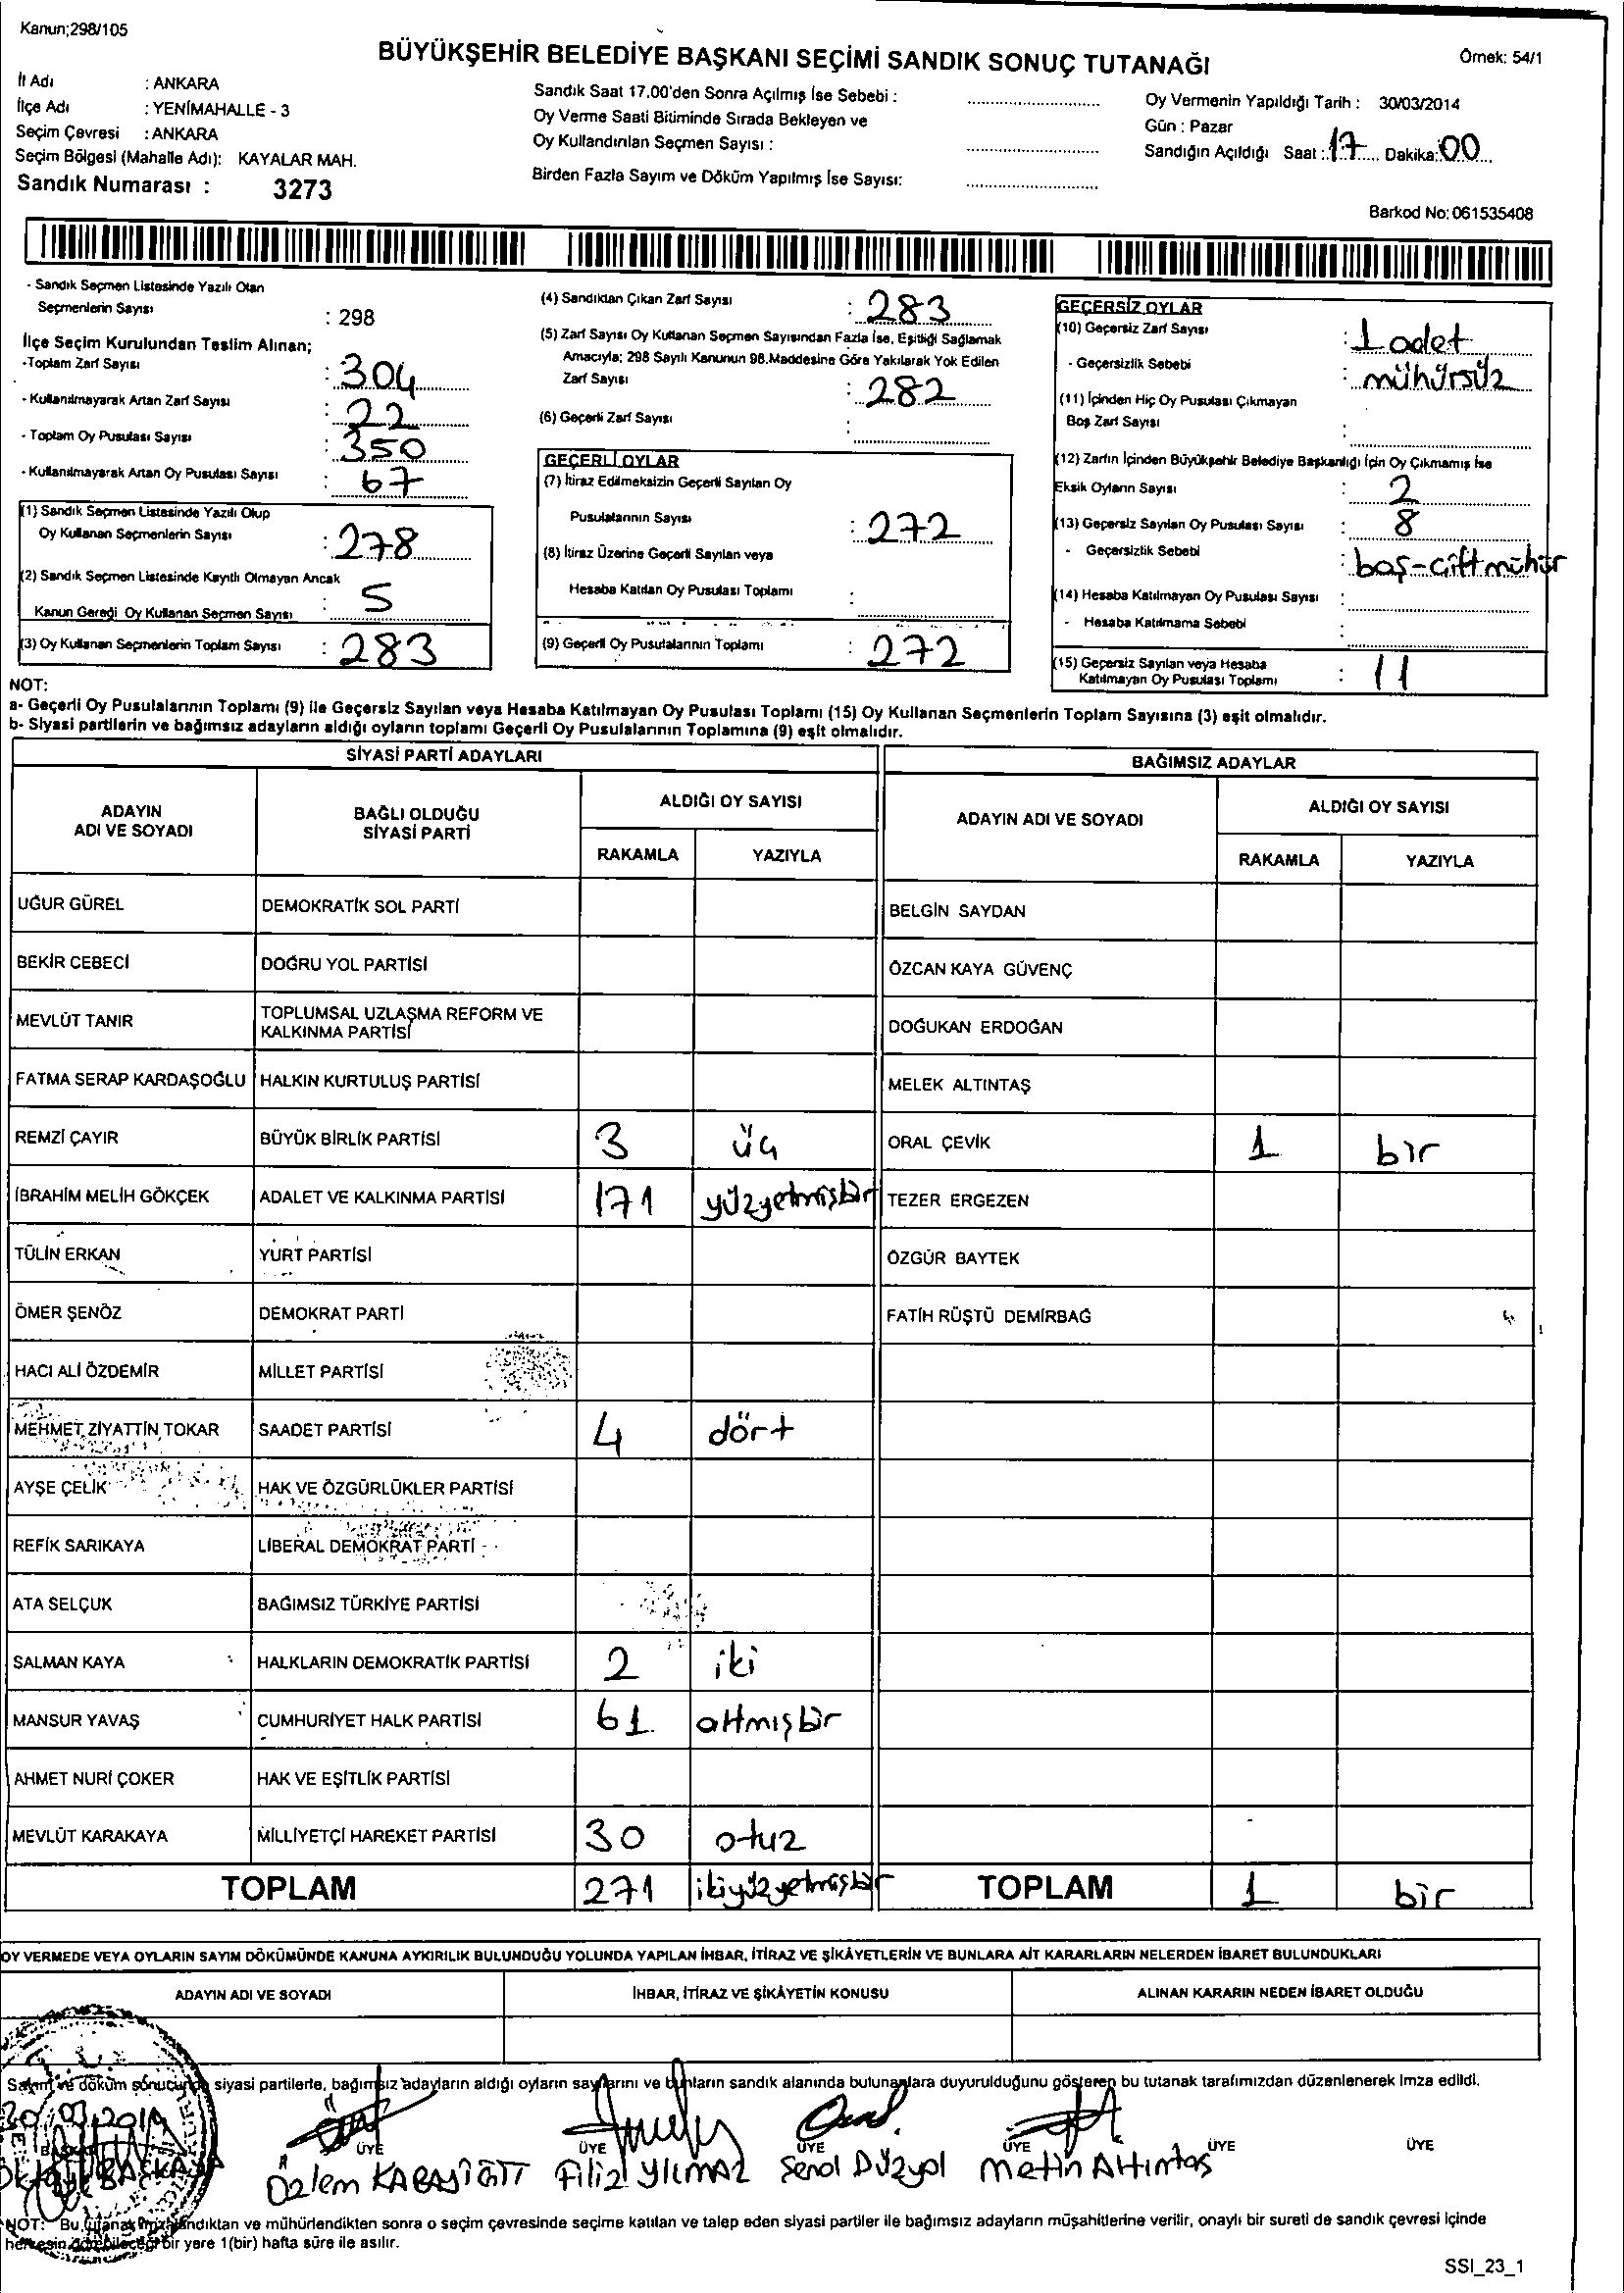 Kanun;298/105
BÜYÜKŞEHİR BELEDİYE BAŞKANI SEÇİMİ SANDIK SONUÇ TUTANAĞI
Örnek: 54/1
İl Adı : ANKARA
İlçe Adı : YENİMAHALLE - 3
Seçim Çevresi : ANKARA
Seçim Bölgesi (Mahalle Adı): KAYALAR MAH.
Sandık Numarası : 3273
Sandık Saat 17.00'den Sonra Açılmış İse Sebebi :
Oy Verme Saati Bitiminde Sırada Bekleyen ve
Oy Kullandırılan Seçmen Sayısı :
Birden Fazla Sayım ve Döküm Yapılmış İse Sayısı:
Oy Vermenin Yapıldığı Tarih : 30/03/2014
Gün : Pazar
Sandığın Açıldığı Saat : 17 Dakika: 00
Barkod No: 061535408
- Sandık Seçmen Listesinde Yazılı Olan
Seçmenlerin Sayısı : 298
İlçe Seçim Kurulundan Teslim Alınan;
-Toplam Zarf Sayısı : 304
- Kullanılmayarak Artan Zarf Sayısı : 22
- Toplam Oy Pusulası Sayısı : 350
- Kullanılmayarak Artan Oy Pusulası Sayısı : 67
(1) Sandık Seçmen Listesinde Yazılı Olup
Oy Kullanan Seçmenlerin Sayısı : 278
(2) Sandık Seçmen Listesinde Kayıtlı Olmayan Ancak
Kanun Gereği Oy Kullanan Seçmen Sayısı : 5
(3) Oy Kullanan Seçmenlerin Toplam Sayısı : 283
(4) Sandıktan Çıkan Zarf Sayısı : 283
(5) Zarf Sayısı Oy Kullanan Seçmen Sayısından Fazla İse, Eşitliği Sağlamak
Amacıyla; 298 Sayılı Kanunun 98.Maddesine Göre Yakılarak Yok Edilen
Zarf Sayısı : 282
(6) Geçerli Zarf Sayısı :
GEÇERLİ OYLAR
(7) İtiraz Edilmeksizin Geçerli Sayılan Oy
Pusulalarının Sayısı : 272
(8) İtiraz Üzerine Geçerli Sayılan veya
Hesaba Katılan Oy Pusulası Toplamı :
(9) Geçerli Oy Pusulalarının Toplamı : 272
GEÇERSİZ OYLAR
(10) Geçersiz Zarf Sayısı : 1 adet
- Geçersizlik Sebebi : mühürsüz
(11) İçinden Hiç Oy Pusulası Çıkmayan
Boş Zarf Sayısı :
(12) Zarfın İçinden Büyükşehir Belediye Başkanlığı İçin Oy Çıkmamış İse
Eksik Oyların Sayısı : 2
(13) Geçersiz Sayılan Oy Pusulası Sayısı : 8
- Geçersizlik Sebebi : boş-çift mühür
(14) Hesaba Katılmayan Oy Pusulası Sayısı :
- Hesaba Katılmama Sebebi :
(15) Geçersiz Sayılan veya Hesaba
Katılmayan Oy Pusulası Toplamı : 11
NOT:
a- Geçerli Oy Pusulalarının Toplamı (9) ile Geçersiz Sayılan veya Hesaba Katılmayan Oy Pusulası Toplamı (15) Oy Kullanan Seçmenlerin Toplam Sayısına (3) eşit olmalıdır.
b- Siyasi partilerin ve bağımsız adayların aldığı oyların toplamı Geçerli Oy Pusulalarının Toplamına (9) eşit olmalıdır.
SİYASİ PARTİ ADAYLARI
BAĞIMSIZ ADAYLAR
ADAYIN ADI VE SOYADI
BAĞLI OLDUĞU SİYASİ PARTİ
ALDIĞI OY SAYISI
RAKAMLA YAZIYLA
ADAYIN ADI VE SOYADI
ALDIĞI OY SAYISI
RAKAMLA YAZIYLA
UĞUR GÜREL DEMOKRATİK SOL PARTİ BELGİN SAYDAN
BEKİR CEBECİ DOĞRU YOL PARTİSİ ÖZCAN KAYA GÜVENÇ
MEVLÜT TANIR TOPLUMSAL UZLAŞMA REFORM VE KALKINMA PARTİSİ DOĞUKAN ERDOĞAN
FATMA SERAP KARDAŞOĞLU HALKIN KURTULUŞ PARTİSİ MELEK ALTINTAŞ
REMZİ ÇAYIR BÜYÜK BİRLİK PARTİSİ 3 üç ORAL ÇEVİK 1 bir
İBRAHİM MELİH GÖKÇEK ADALET VE KALKINMA PARTİSİ 171 yüzyetmişbir TEZER ERGEZEN
TÜLİN ERKAN YURT PARTİSİ ÖZGÜR BAYTEK
ÖMER ŞENÖZ DEMOKRAT PARTİ FATİH RÜŞTÜ DEMİRBAĞ
HACI ALİ ÖZDEMİR MİLLET PARTİSİ
MEHMET ZİYATTİN TOKAR SAADET PARTİSİ 4 dört
AYŞE ÇELİK HAK VE ÖZGÜRLÜKLER PARTİSİ
REFİK SARIKAYA LİBERAL DEMOKRAT PARTİ
ATA SELÇUK BAĞIMSIZ TÜRKİYE PARTİSİ
SALMAN KAYA HALKLARIN DEMOKRATİK PARTİSİ 2 iki
MANSUR YAVAŞ CUMHURİYET HALK PARTİSİ 61 altmışbir
AHMET NURİ ÇOKER HAK VE EŞİTLİK PARTİSİ
MEVLÜT KARAKAYA MİLLİYETÇİ HAREKET PARTİSİ 30 otuz
TOPLAM 271 ikiyüzyetmişbir TOPLAM 1 bir
OY VERMEDE VEYA OYLARIN SAYIM DÖKÜMÜNDE KANUNA AYKIRILIK BULUNDUĞU YOLUNDA YAPILAN İHBAR, İTİRAZ VE ŞİKÂYETLERİN VE BUNLARA AİT KARARLARIN NELERDEN İBARET BULUNDUKLARI
ADAYIN ADI VE SOYADI İHBAR, İTİRAZ VE ŞİKÂYETİN KONUSU ALINAN KARARIN NEDEN İBARET OLDUĞU
Sayım ve döküm sonucunda siyasi partilerle, bağımsız adayların aldığı oyların sayılarını ve bunların sandık alanında bulunanlara duyurulduğunu gösteren bu tutanak tarafımızdan düzenlenerek imza edildi.
30/03/2014
ÜYE ÜYE ÜYE ÜYE ÜYE ÜYE
BAŞKAYA Özlem KARAYİĞİT Filiz YILMAZ Şenol Düzyol Metin Altıntaş
NOT: Bu tutanak imzalandıktan ve mühürlendikten sonra o seçim çevresinde seçime katılan ve talep eden siyasi partiler ile bağımsız adayların müşahitlerine verilir, onaylı bir sureti de sandık çevresi içinde
herkesin görebileceği bir yere 1(bir) hafta süre ile asılır.
SSI_23_1